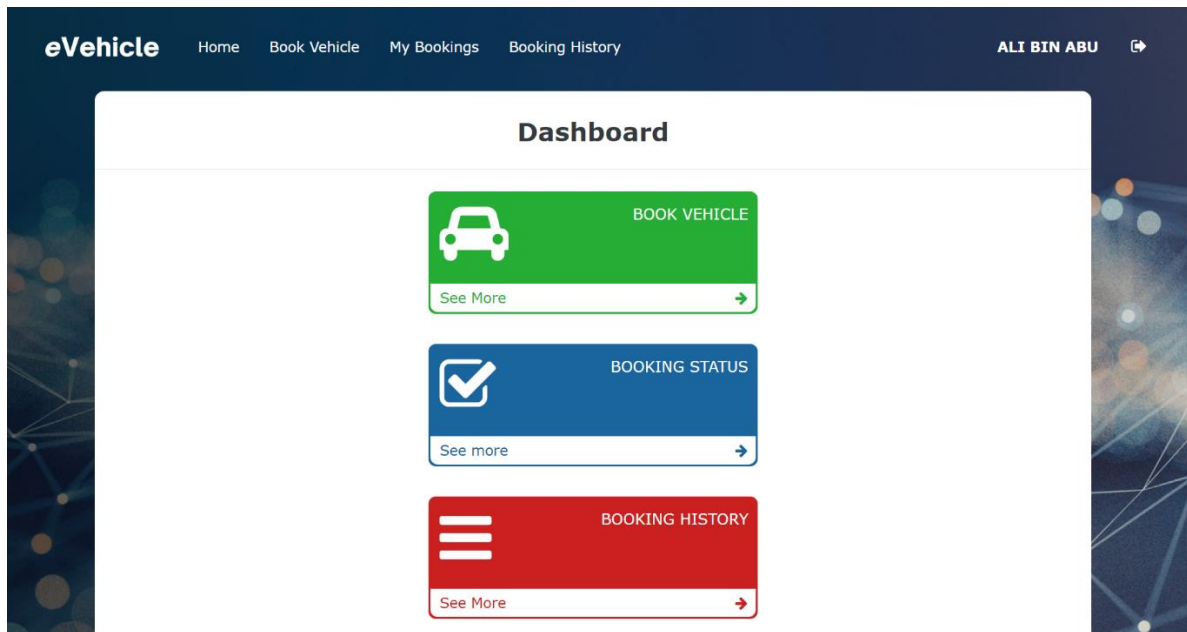 eVehicle Home Book Vehicle My Bookings Booking History ALI BIN ABU
Dashboard
BOOK VEHICLE
See More
BOOKING STATUS
See more
BOOKING HISTORY
See More